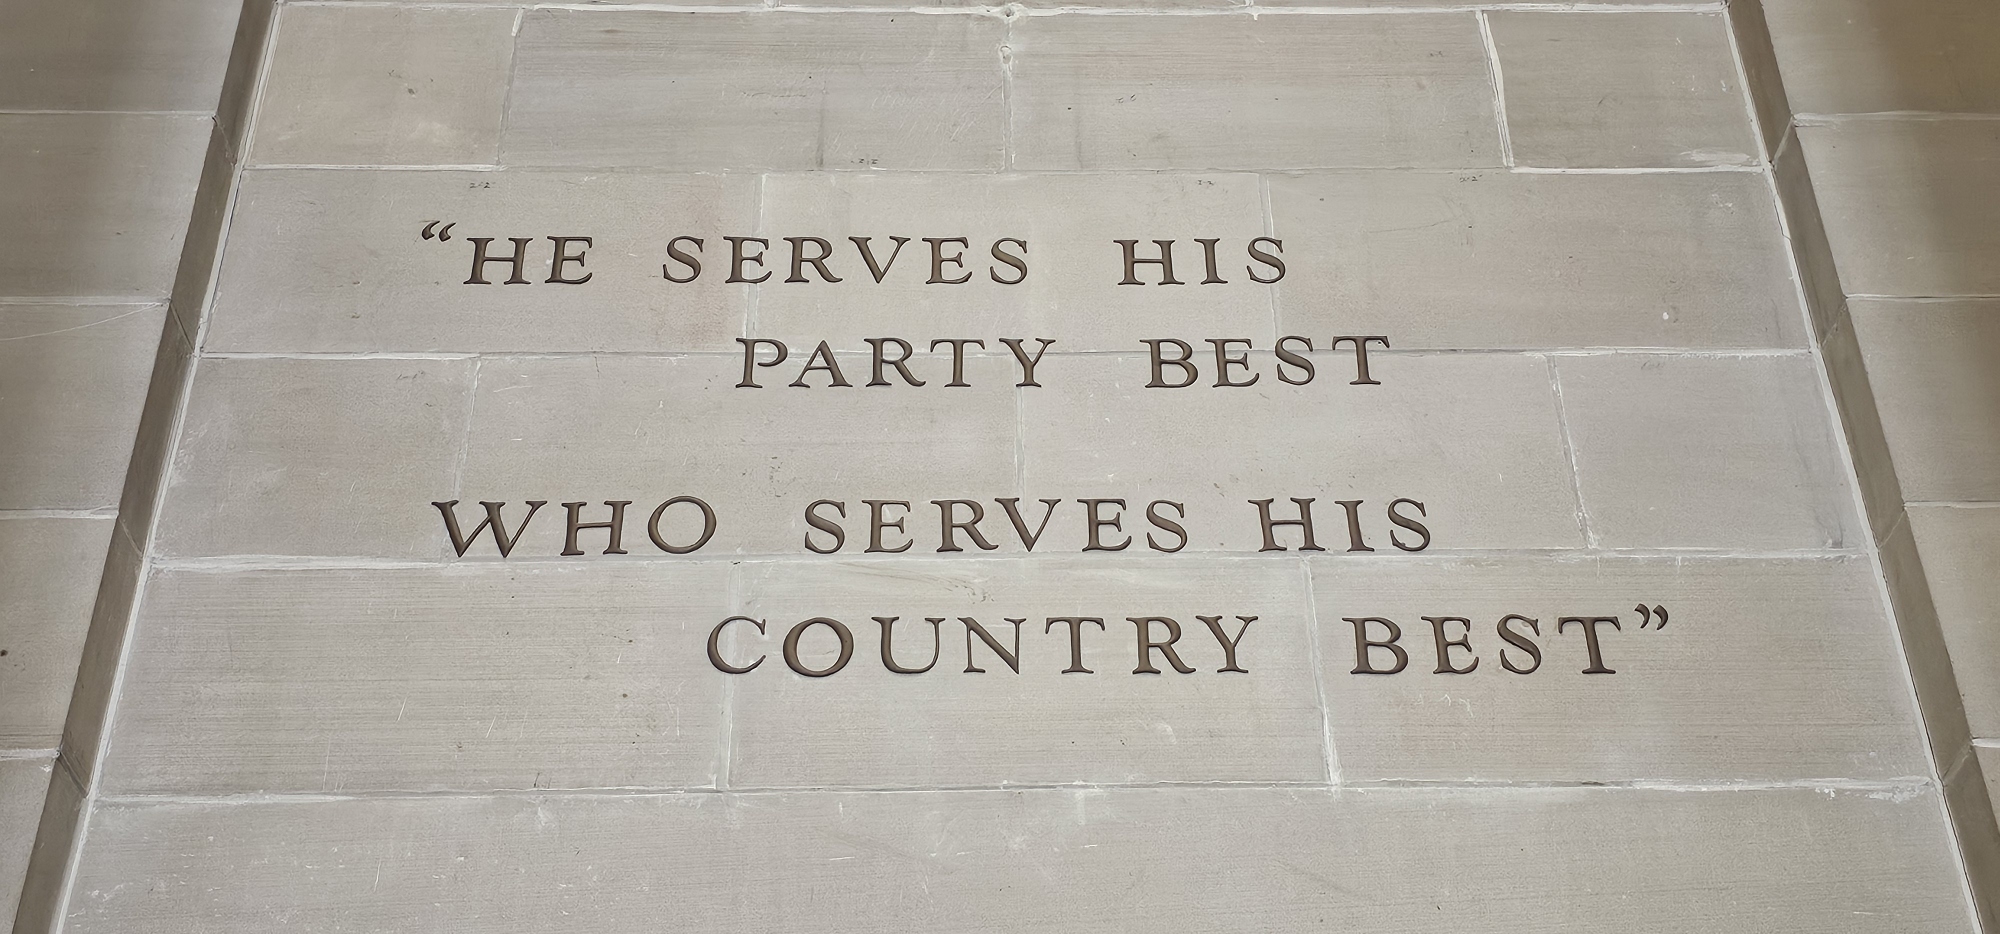 “HE SERVES HIS
PARTY BEST
WHO SERVES HIS
COUNTRY BEST”